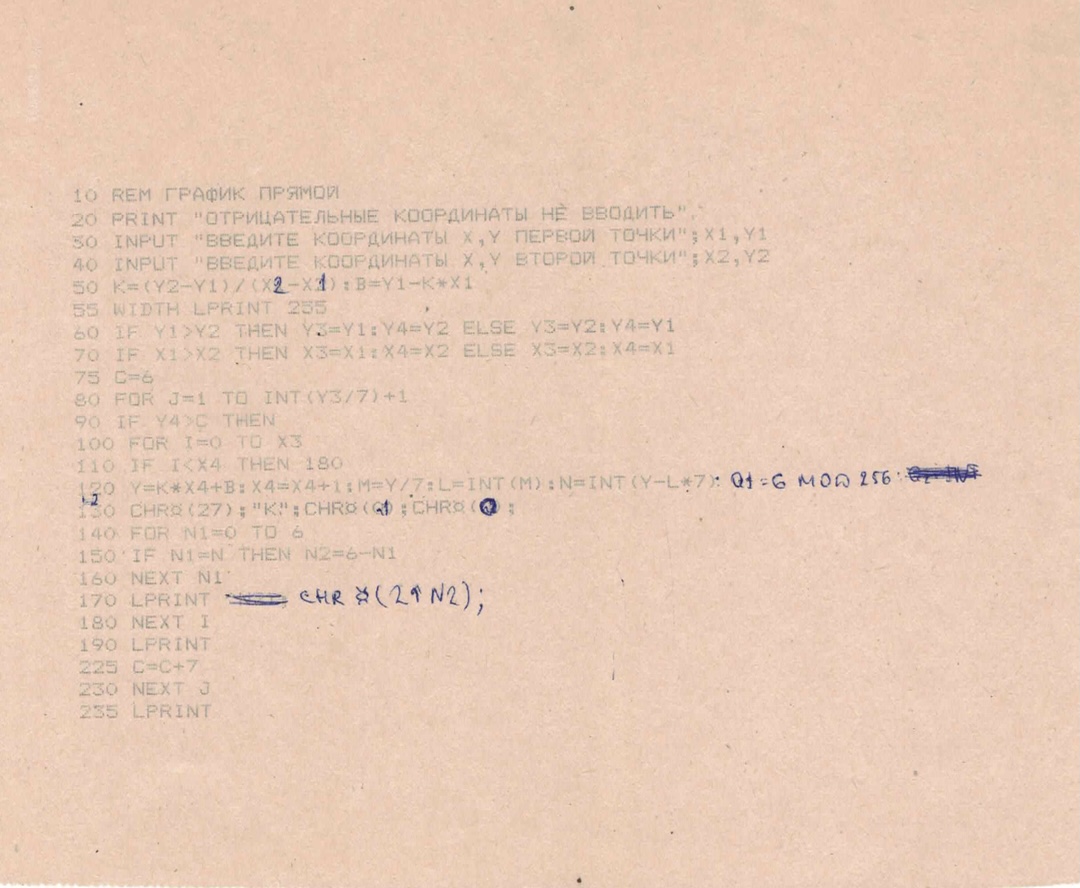 10 REM ГРАФИК ПРЯМОЙ
20 PRINT "ОТРИЦАТЕЛЬНЫЕ КООРДИНАТЫ НЕ ВВОДИТЬ"
30 INPUT "ВВЕДИТЕ КООРДИНАТЫ X,Y ПЕРВОЙ ТОЧКИ";X1,Y1
40 INPUT "ВВЕДИТЕ КООРДИНАТЫ X,Y ВТОРОЙ ТОЧКИ";X2,Y2
50 K=(Y2-Y1)/(X2-X1):B=Y1-K*X1
55 WIDTH LPRINT 255
60 IF Y1>Y2 THEN Y3=Y1:Y4=Y2 ELSE Y3=Y2:Y4=Y1
70 IF X1>X2 THEN X3=X1:X4=X2 ELSE X3=X2:X4=X1
75 C=6
80 FOR J=1 TO INT(Y3/7)+1
90 IF Y4>C THEN
100 FOR I=0 TO X3
110 IF I<X4 THEN 180
120 Y=K*X4+B:X4=X4+1:M=Y/7:L=INT(M):N=INT(Y-L*7): Q1=G MOD 256:
130 CHR¤(27);"K";CHR¤(Q1);CHR¤(
140 FOR N1=0 TO 6
150 IF N1=N THEN N2=6-N1
160 NEXT N1
170 LPRINT CHR¤(2↑N2);
180 NEXT I
190 LPRINT
225 C=C+7
230 NEXT J
235 LPRINT